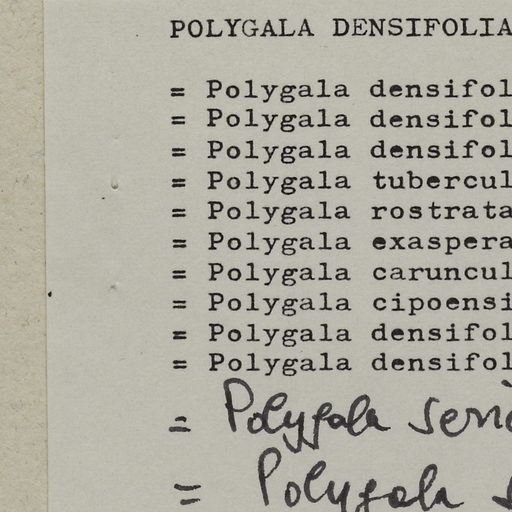 POLYGALA DENSIFOLIA
= Polygala densifol
= Polygala densifol
= Polygala densifol
= Polygala tubercul
= Polygala rostrata
= Polygala exaspera
= Polygala caruncul
= Polygala cipoensi
= Polygala densifol
= Polygala densifol
= Polygala seri
= Polygala